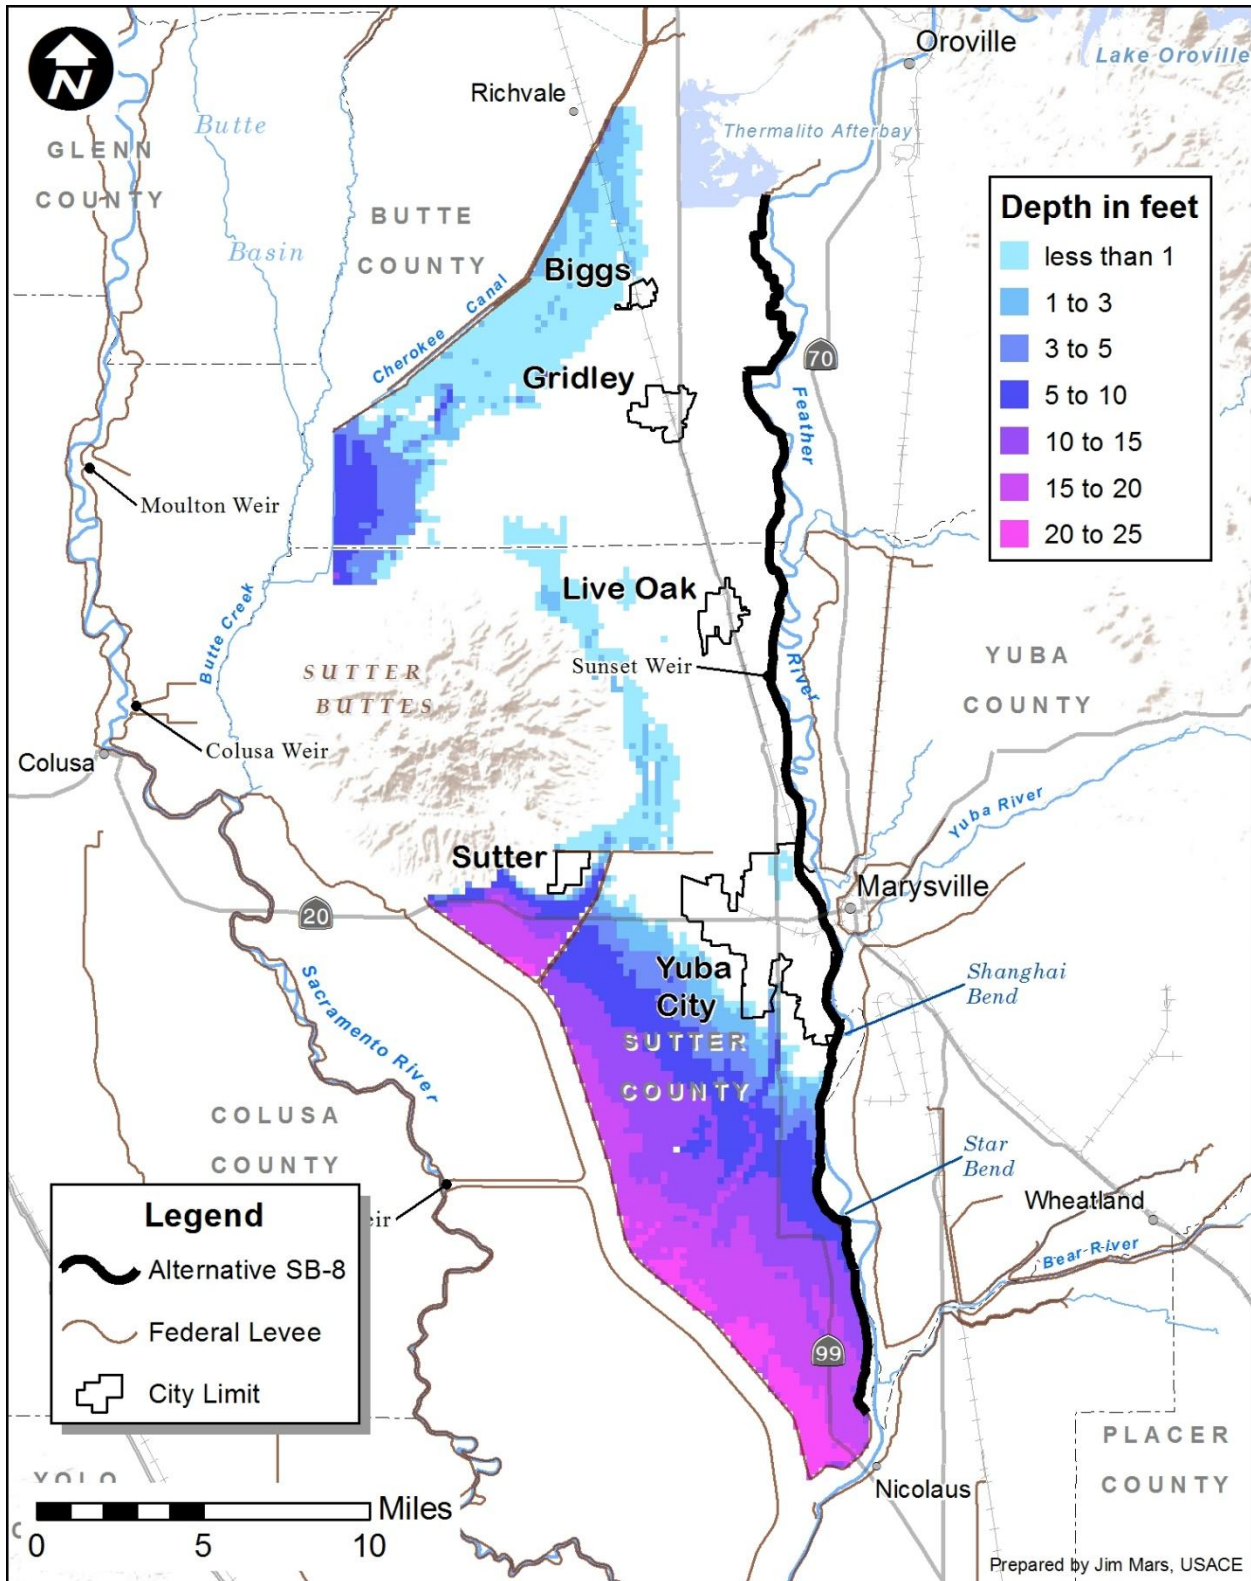 N
Oroville
Lake Oroville
Richvale
Thermalito Afterbay
Butte
Basin
GLENN
COUNTY
BUTTE
COUNTY
Depth in feet
less than 1
1 to 3
3 to 5
5 to 10
10 to 15
15 to 20
20 to 25
Biggs
Cherokee Canal
Gridley
70
Feather
River
Moulton Weir
Live Oak
Butte Creek
Sunset Weir
SUTTER
BUTTES
YUBA
COUNTY
Colusa Weir
Colusa
Yuba River
Sutter
Marysville
20
Yuba
City
Shanghai
Bend
Sacramento River
SUTTER
COUNTY
COLUSA
COUNTY
Star
Bend
Wheatland
Bear River
eir
Legend
Alternative SB-8
Federal Levee
City Limit
99
PLACER
COUNTY
YOLO
Nicolaus
Miles
0 5 10
Prepared by Jim Mars, USACE